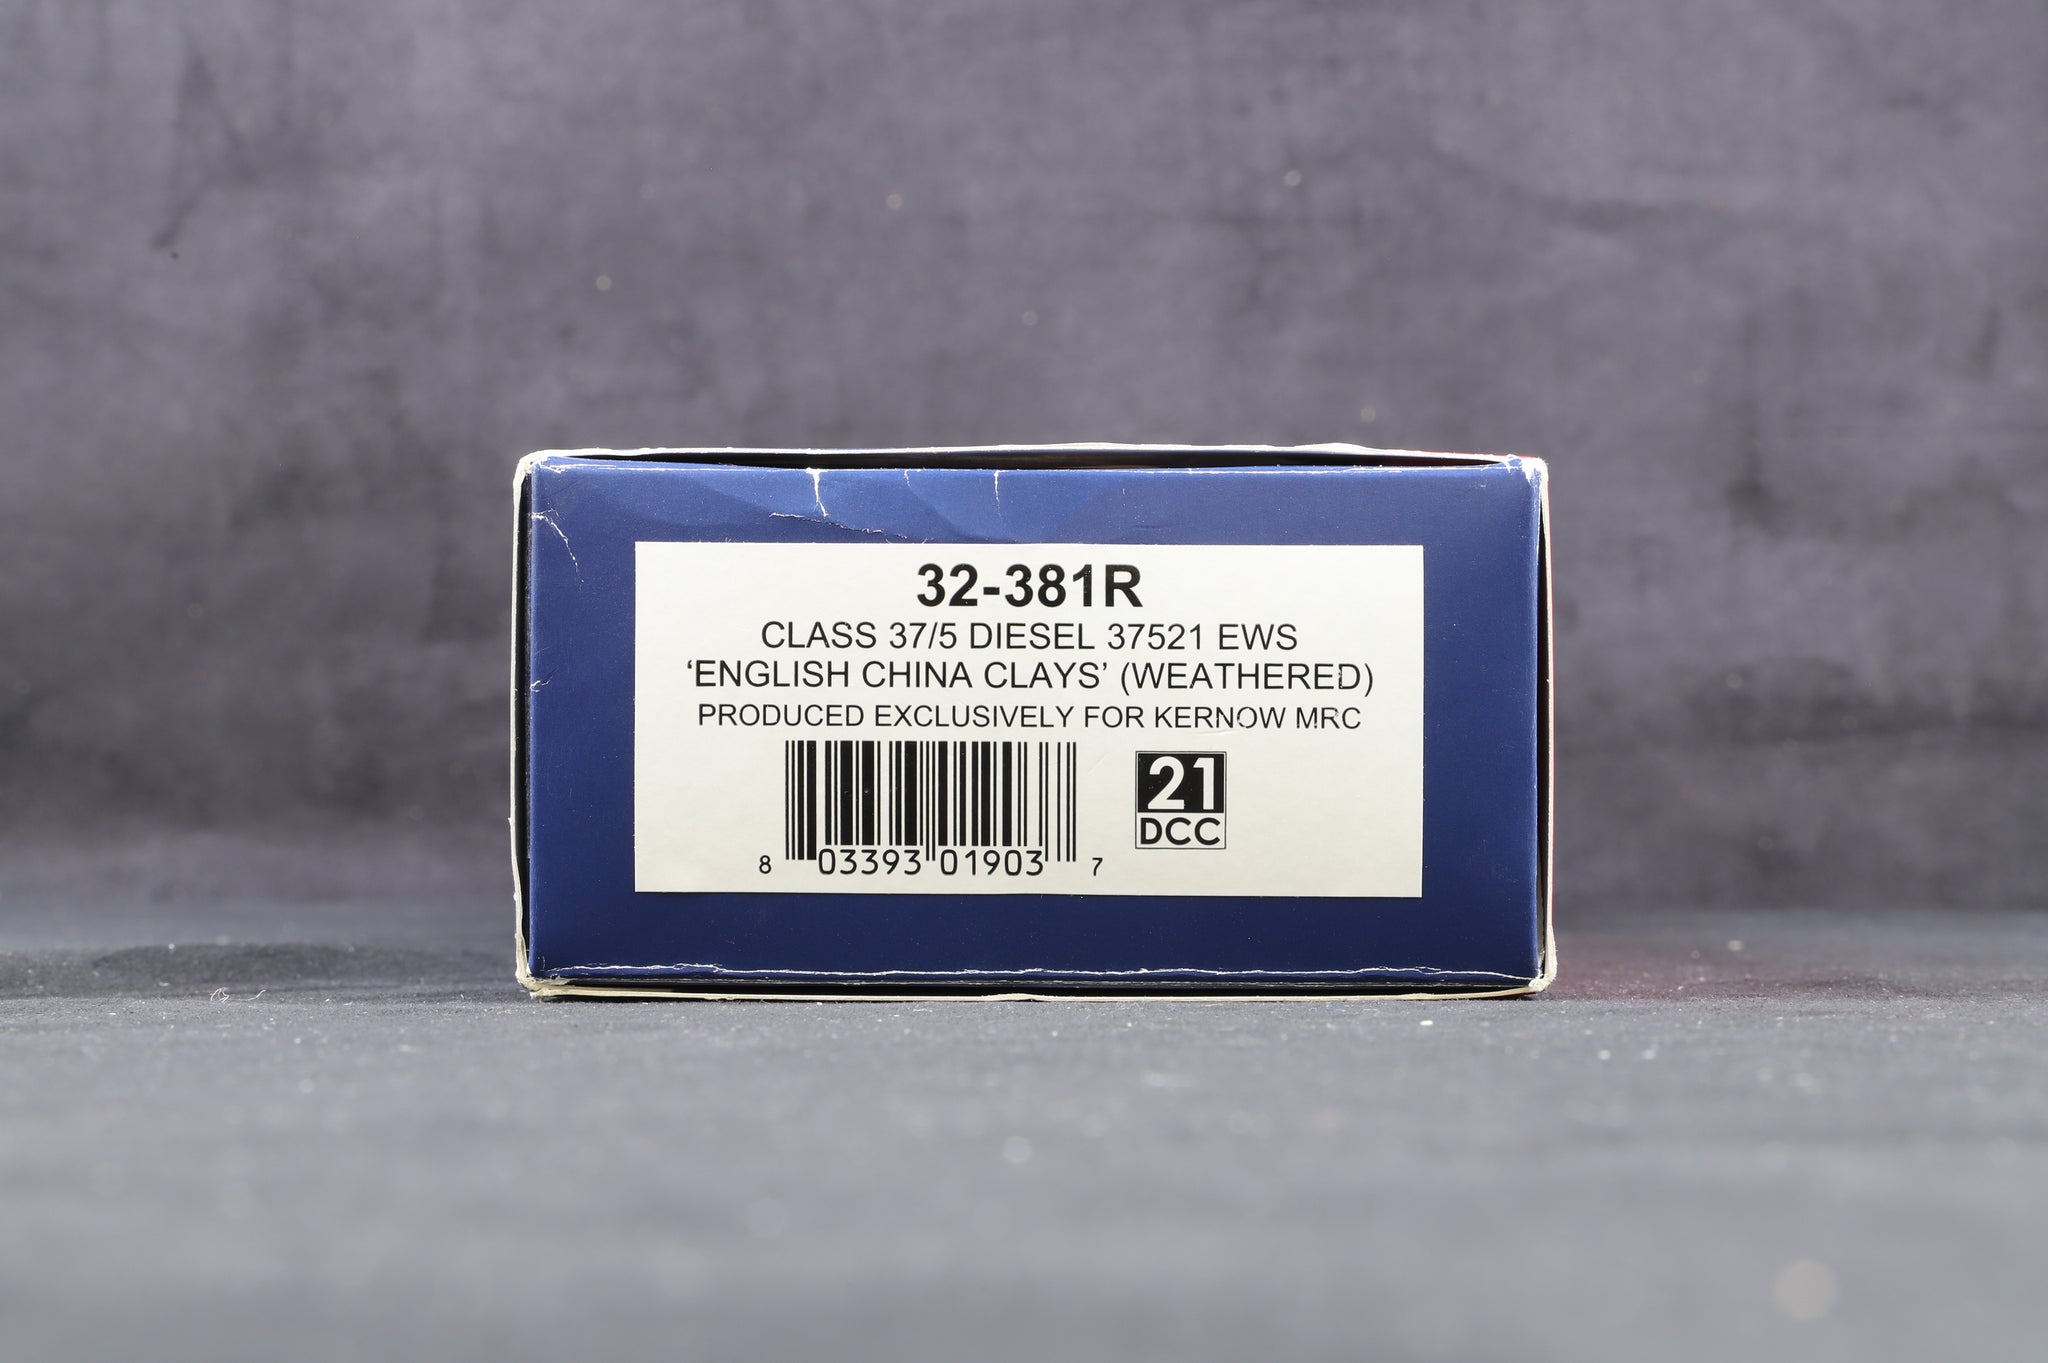 32-381R
CLASS 37/5 DIESEL 37521 EWS
‘ENGLISH CHINA CLAYS’ (WEATHERED)
PRODUCED EXCLUSIVELY FOR KERNOW MRC
8 03393 01903 7
21
DCC